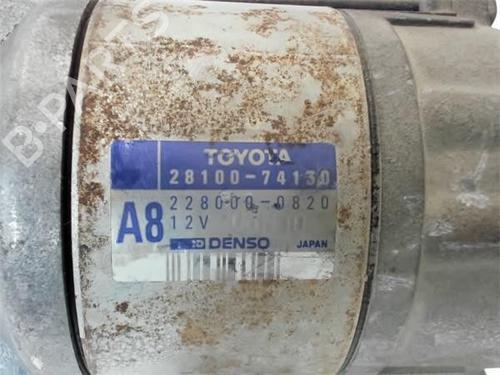 TOYOTA
28100-74130
A8
228000-0820
12V
DENSO JAPAN
B-PARTS